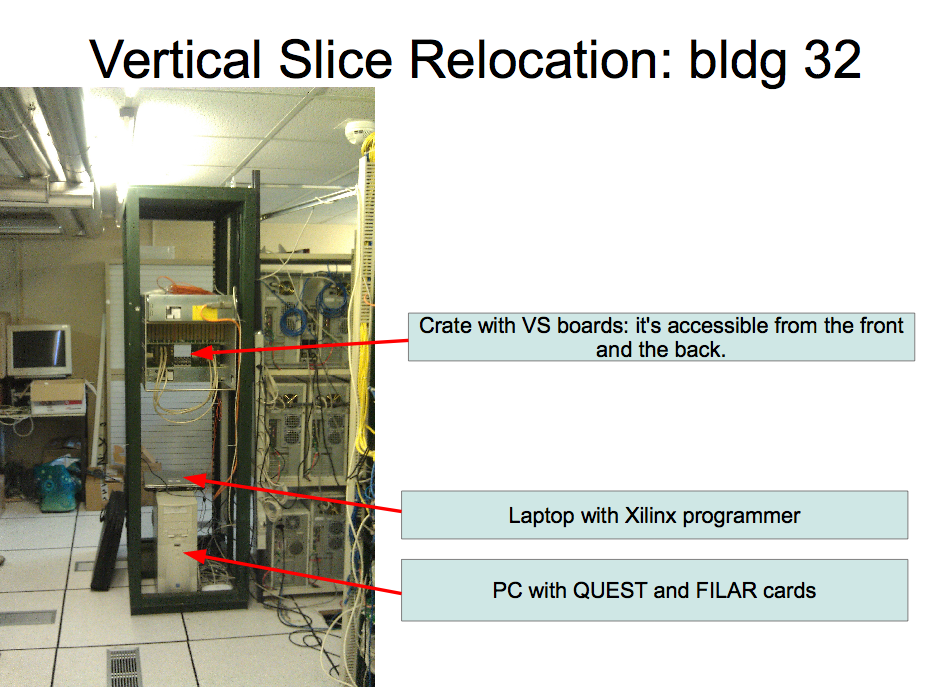 Vertical Slice Relocation: bldg 32
Crate with VS boards: it's accessible from the front
and the back.
Laptop with Xilinx programmer
PC with QUEST and FILAR cards